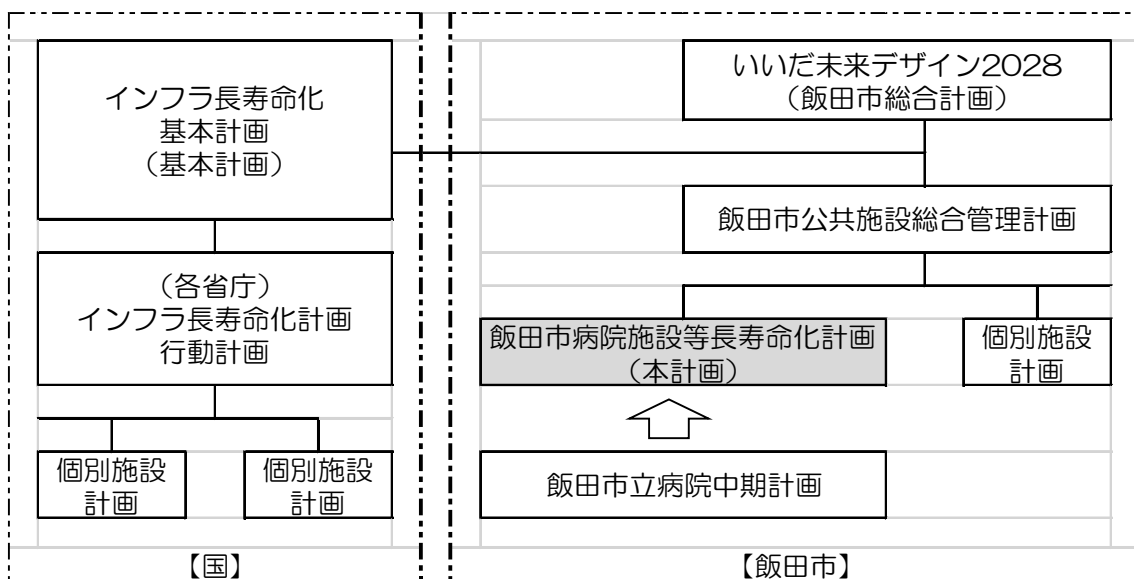 インフラ長寿命化
基本計画
（基本計画）
（各省庁）
インフラ長寿命化計画
行動計画
個別施設
計画
個別施設
計画
【国】
いいだ未来デザイン2028
（飯田市総合計画）
飯田市公共施設総合管理計画
飯田市病院施設等長寿命化計画
（本計画）
個別施設
計画
飯田市立病院中期計画
【飯田市】